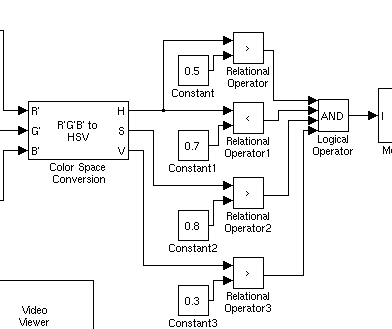 R'
G'
B'
R'G'B' to
HSV
H
S
V
Color Space
Conversion
0.5
Constant
>
Relational
Operator
0.7
Constant1
<
Relational
Operator1
0.8
Constant2
>
Relational
Operator2
0.3
Constant3
>
Relational
Operator3
AND
Logical
Operator
I
Mo
Video
Viewer